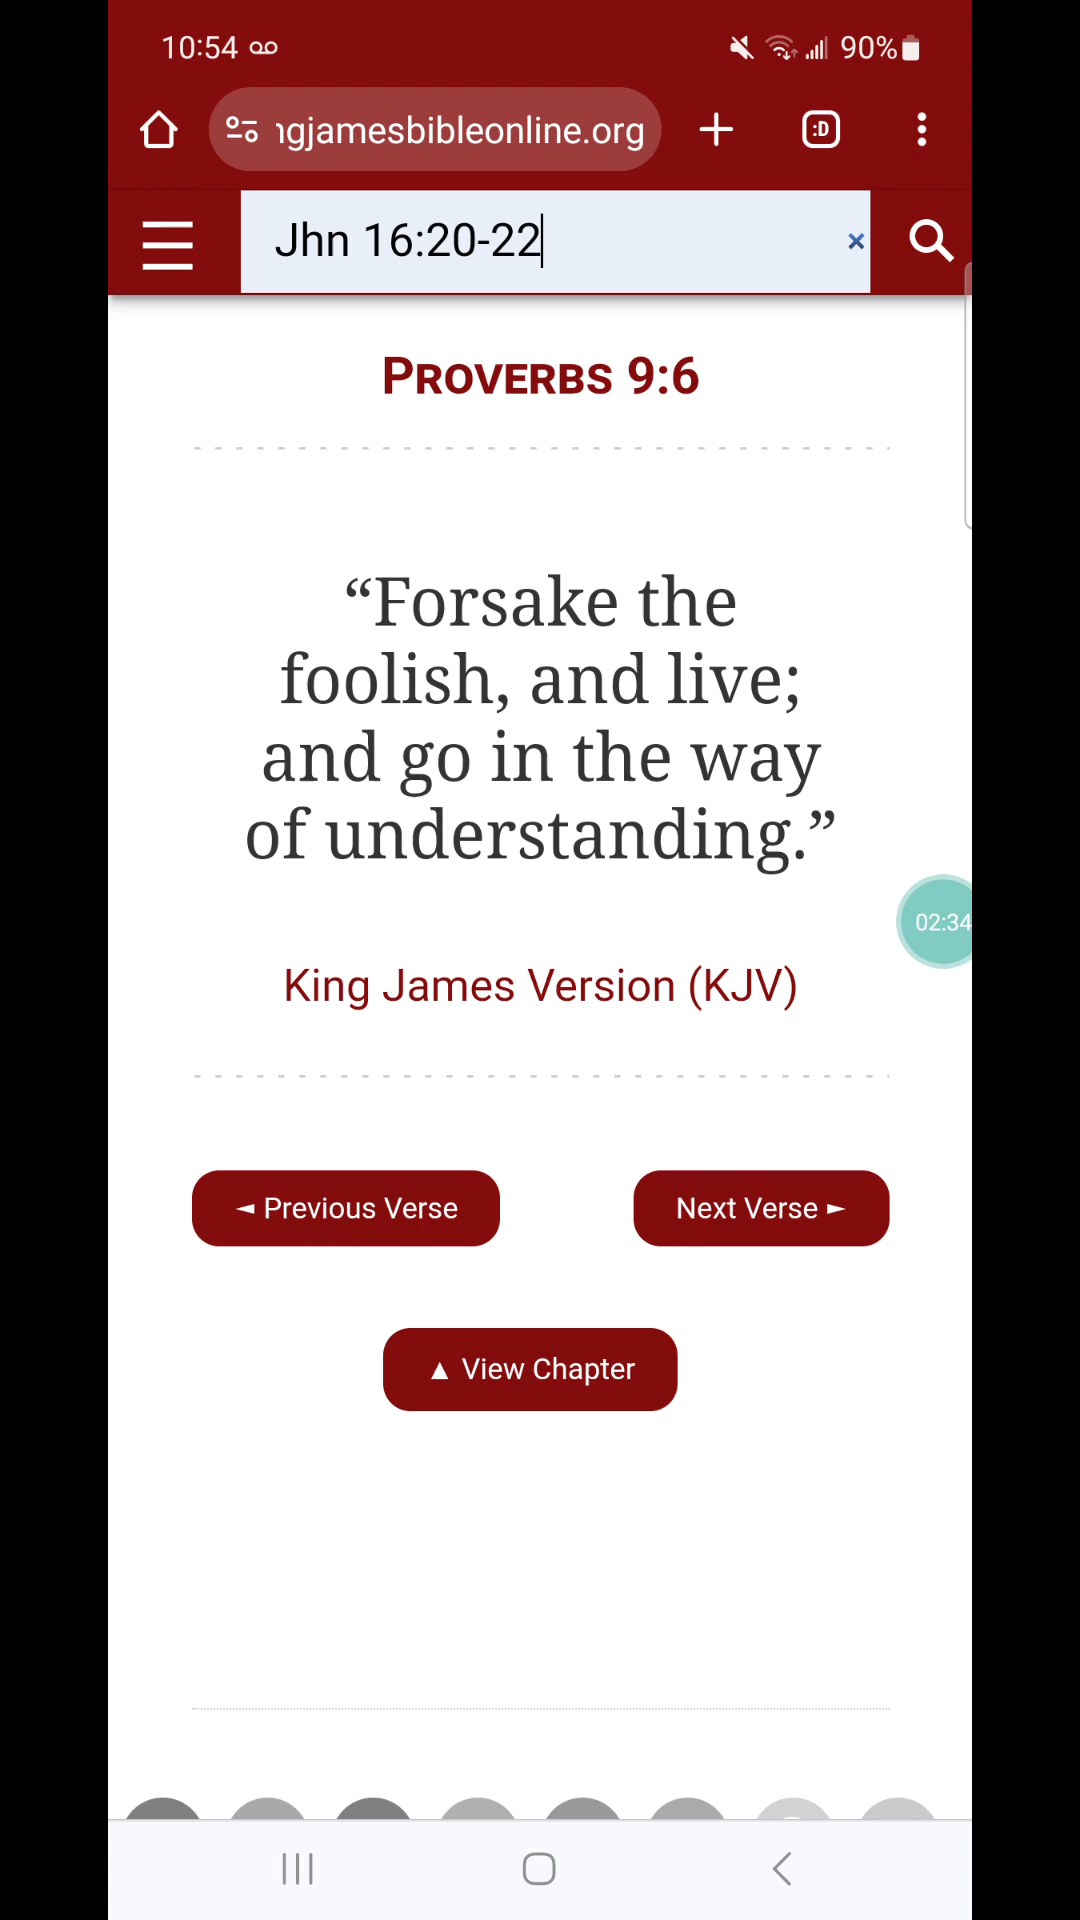 10:54
90%
ngjamesbibleonline.org
:D
Jhn 16:20-22
×
PROVERBS 9:6
“Forsake the
foolish, and live;
and go in the way
of understanding.”
02:34
King James Version (KJV)
◄ Previous Verse
Next Verse ►
▲ View Chapter